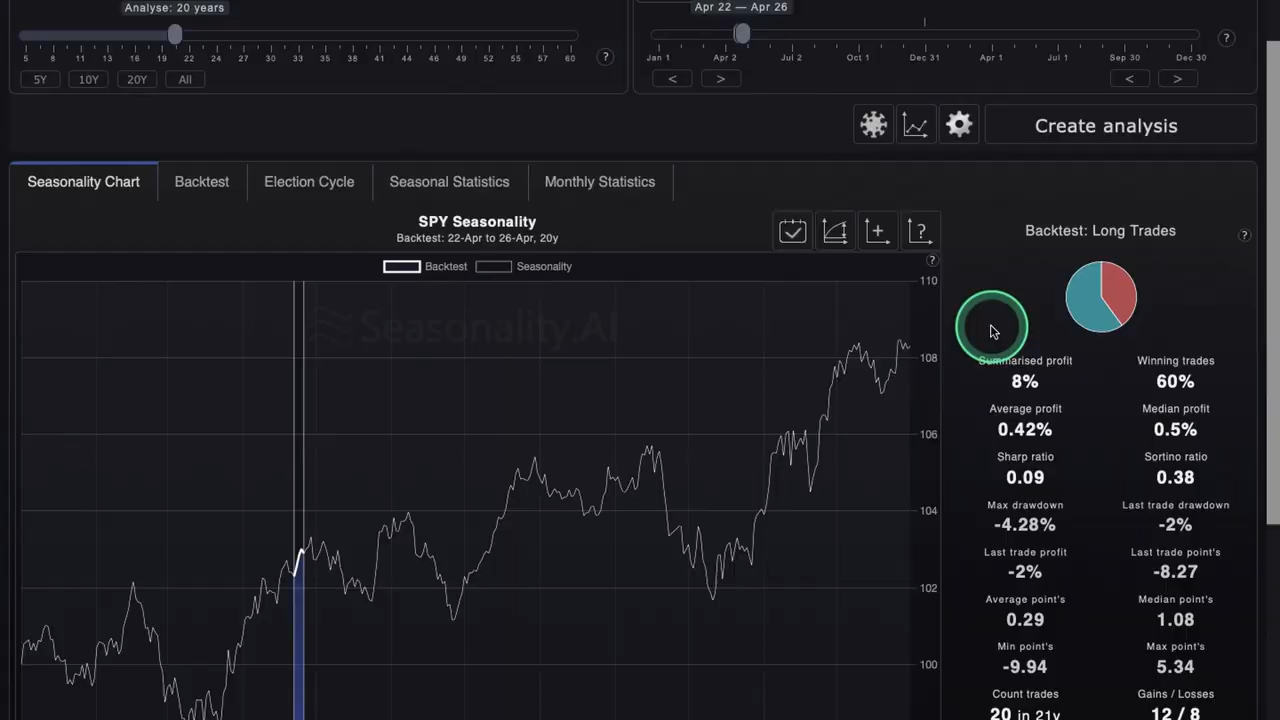 Analyse: 20 years
5 8 11 13 16 19 22 24 27 30 33 36 38 41 44 47 49 52 55 57 60
?
5Y 10Y 20Y All
Apr 22 — Apr 26
Jan 1 Apr 2 Jul 2 Oct 1 Dec 31 Apr 1 Jul 1 Sep 30 Dec 30
?
< > < >
Create analysis
Seasonality Chart Backtest Election Cycle Seasonal Statistics Monthly Statistics
SPY Seasonality
Backtest: 22-Apr to 26-Apr, 20y
?
Backtest Seasonality
?
Seasonality.AI
110
108
106
104
102
100
Backtest: Long Trades
?
Summarised profit Winning trades
8% 60%
Average profit Median profit
0.42% 0.5%
Sharp ratio Sortino ratio
0.09 0.38
Max drawdown Last trade drawdown
-4.28% -2%
Last trade profit Last trade point's
-2% -8.27
Average point's Median point's
0.29 1.08
Min point's Max point's
-9.94 5.34
Count trades Gains / Losses
20 in 21y 12 / 8